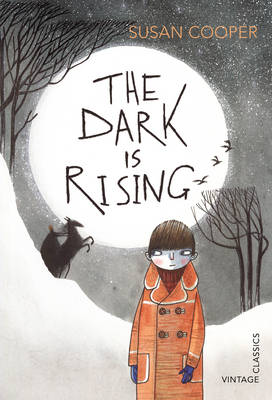 SUSAN COOPER
THE
DARK
IS
RISING
VINTAGE
CLASSICS